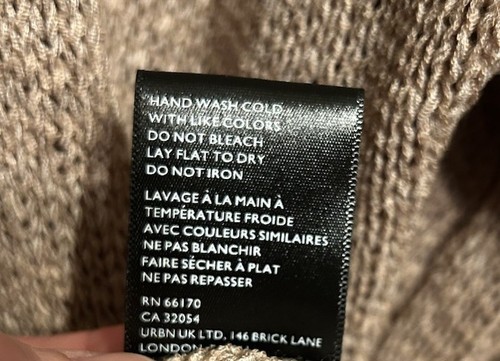 HAND WASH COLD
WITH LIKE COLORS
DO NOT BLEACH
LAY FLAT TO DRY
DO NOT IRON
LAVAGE À LA MAIN À
TEMPÉRATURE FROIDE
AVEC COULEURS SIMILAIRES
NE PAS BLANCHIR
FAIRE SÉCHER À PLAT
NE PAS REPASSER
RN 66170
CA 32054
URBN UK LTD, 146 BRICK LANE
LONDON